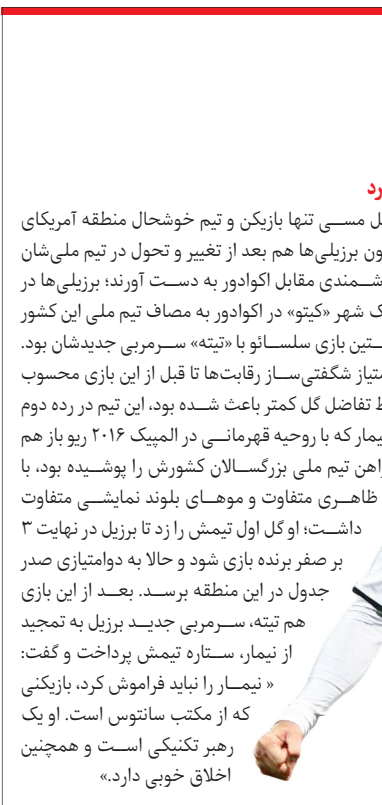 رد
ل مسی تنها بازیکن و تیم خوشحال منطقه آمریکای
ون برزیلی‌ها هم بعد از تغییر و تحول در تیم ملی‌شان
شمندی مقابل اکوادور به دست آورند؛ برزیلی‌ها در
ک شهر «کیتو» در اکوادور به مصاف تیم ملی این کشور
ستین بازی سلسائو با «تیته» سرمربی جدیدشان بود.
متیاز شگفتی‌ساز رقابت‌ها تا قبل از این بازی محسوب
ط تفاضل گل کمتر باعث شده بود، این تیم در رده دوم
یمار که با روحیه قهرمانی در المپیک ۲۰۱۶ ریو باز هم
راهن تیم ملی بزرگسالان کشورش را پوشیده بود، با
ظاهری متفاوت و موهای بلوند نمایشی متفاوت
داشت؛ او گل اول تیمش را زد تا برزیل در نهایت ۳
بر صفر برنده بازی شود و حالا به دوامتیازی صدر
جدول در این منطقه برسد. بعد از این بازی
هم تیته، سرمربی جدید برزیل به تمجید
از نیمار، ستاره تیمش پرداخت و گفت:
« نیمار را نباید فراموش کرد، بازیکنی
که از مکتب سانتوس است. او یک
رهبر تکنیکی است و همچنین
اخلاق خوبی دارد.»